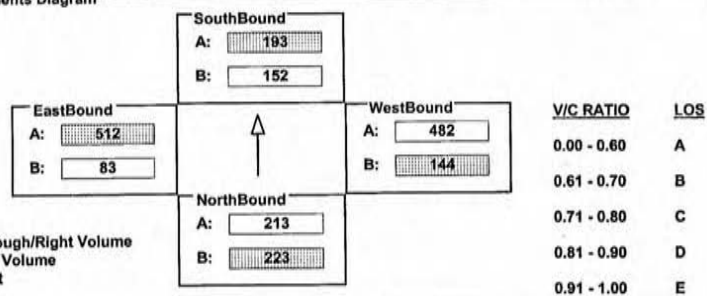 ents Diagram
SouthBound
A: 193
B: 152
EastBound
A: 512
B: 83
WestBound
A: 482
B: 144
NorthBound
A: 213
B: 223
ough/Right Volume
Volume
t
V/C RATIO LOS
0.00 - 0.60 A
0.61 - 0.70 B
0.71 - 0.80 C
0.81 - 0.90 D
0.91 - 1.00 E